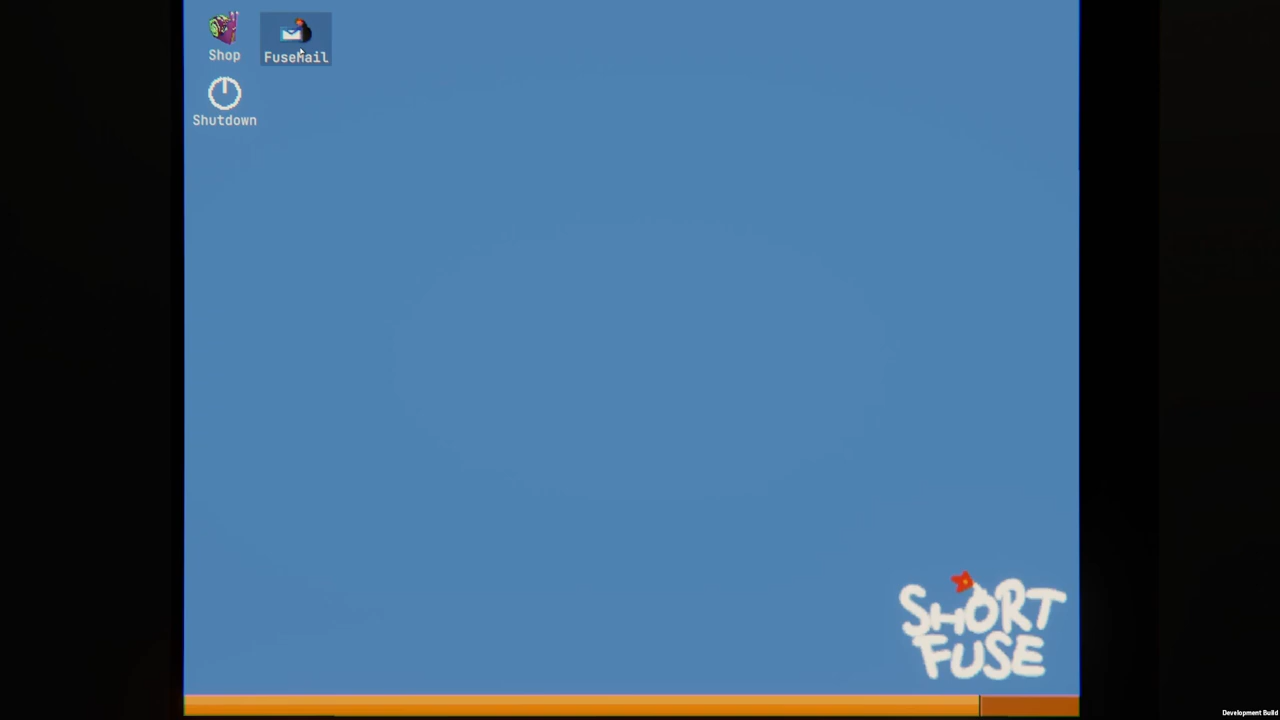 Shop
FuseMail
Shutdown
SHORT
FUSE
Development Build